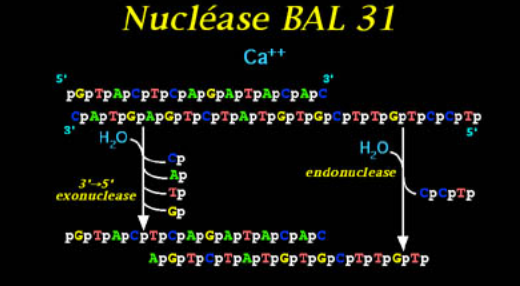 Nucléase BAL 31
Ca++
5'
3'
pGpTpApCpTpCpApGpApTpApCpApC
CpApTpGpApGpTpCpTpApTpGpTpGpCpTpTpGpTpCpCpTp
3'
5'
H2O
H2O
Cp
Ap
Tp
Gp
3'→5'
exonuclease
endonuclease
CpCpTp
pGpTpApCpTpCpApGpApTpApCpApC
ApGpTpCpTpApTpGpTpGpCpTpTpGpTp